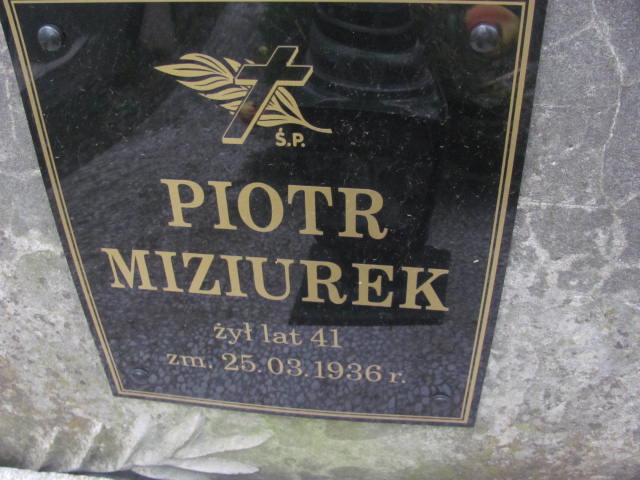 Ś.P.
PIOTR
MIZIUREK
żył lat 41
zm. 25.03.1936 r.